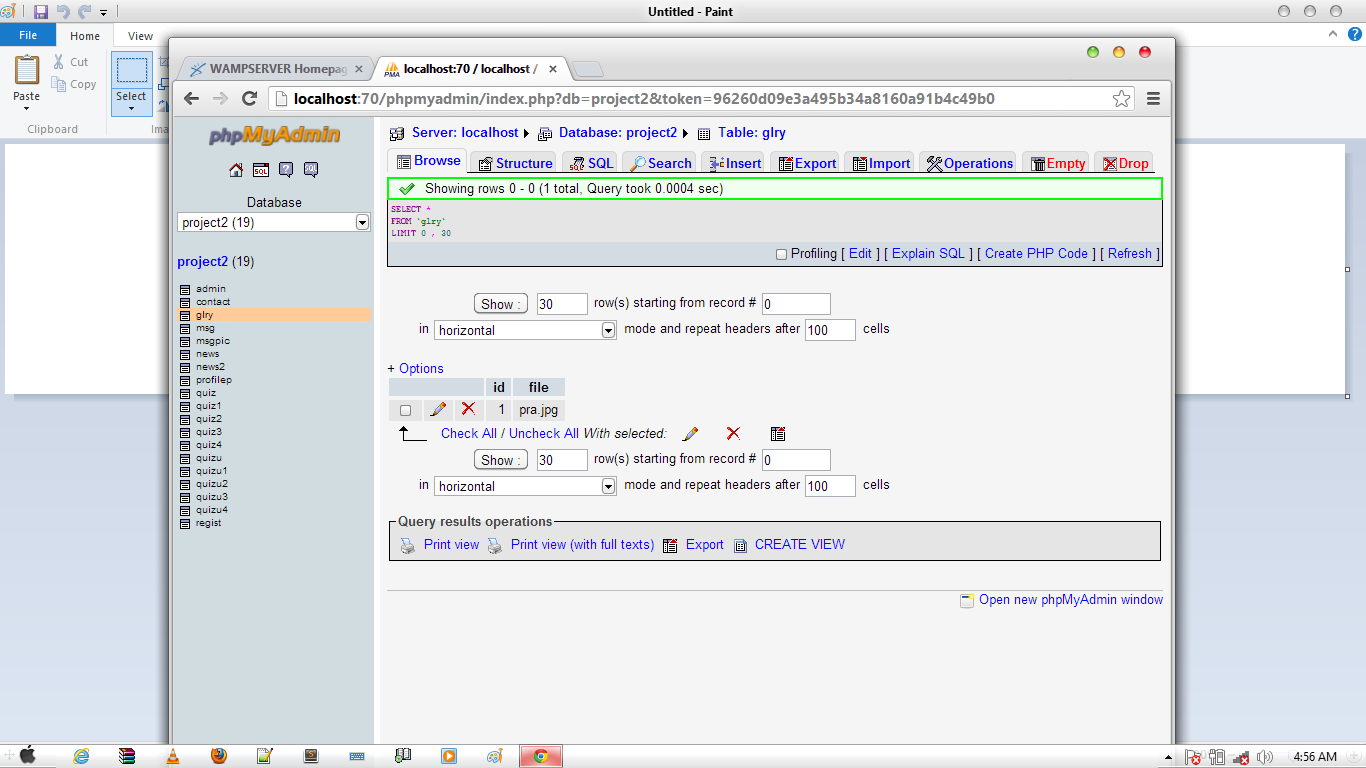 Untitled - Paint
File Home View
Paste
Cut
Copy
Select
Clipboard
Ima
WAMPSERVER Homepag
localhost:70 / localhost /
localhost:70/phpmyadmin/index.php?db=project2&token=96260d09e3a495b34a8160a91b4c49b0
phpMyAdmin
SQL
Database
project2 (19)
project2 (19)
admin
contact
glry
msg
msgpic
news
news2
profilep
quiz
quiz1
quiz2
quiz3
quiz4
quizu
quizu1
quizu2
quizu3
quizu4
regist
Server: localhost Database: project2 Table: glry
Browse Structure SQL Search Insert Export Import Operations Empty Drop
Showing rows 0 - 0 (1 total, Query took 0.0004 sec)
SELECT *
FROM `glry`
LIMIT 0 , 30
Profiling [ Edit ] [ Explain SQL ] [ Create PHP Code ] [ Refresh ]
Show : 30 row(s) starting from record # 0
in horizontal mode and repeat headers after 100 cells
+ Options
id file
1 pra.jpg
Check All / Uncheck All With selected:
Show : 30 row(s) starting from record # 0
in horizontal mode and repeat headers after 100 cells
Query results operations
Print view Print view (with full texts) Export CREATE VIEW
Open new phpMyAdmin window
4:56 AM